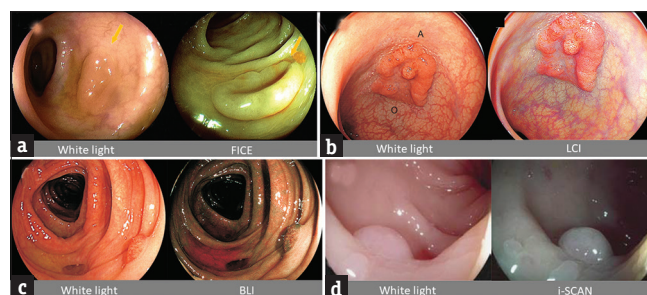 A
O
a
White light
FICE
b
White light
LCI
c
White light
BLI
d
White light
i-SCAN